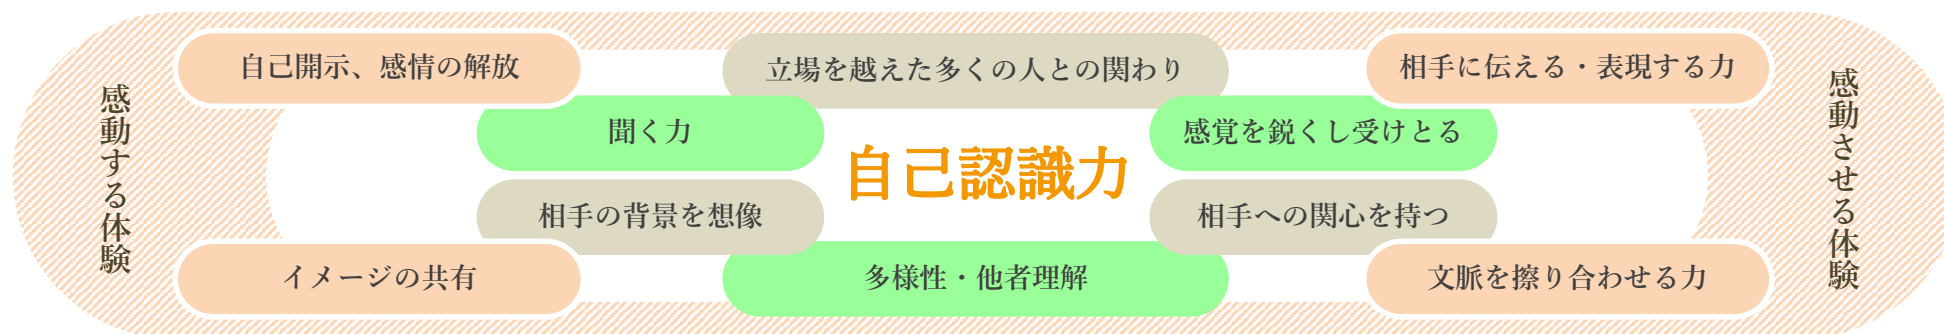 感動する体験
自己開示、感情の解放
立場を越えた多くの人との関わり
相手に伝える・表現する力
聞く力
感覚を鋭くし受けとる
自己認識力
相手の背景を想像
相手への関心を持つ
イメージの共有
多様性・他者理解
文脈を擦り合わせる力
感動させる体験